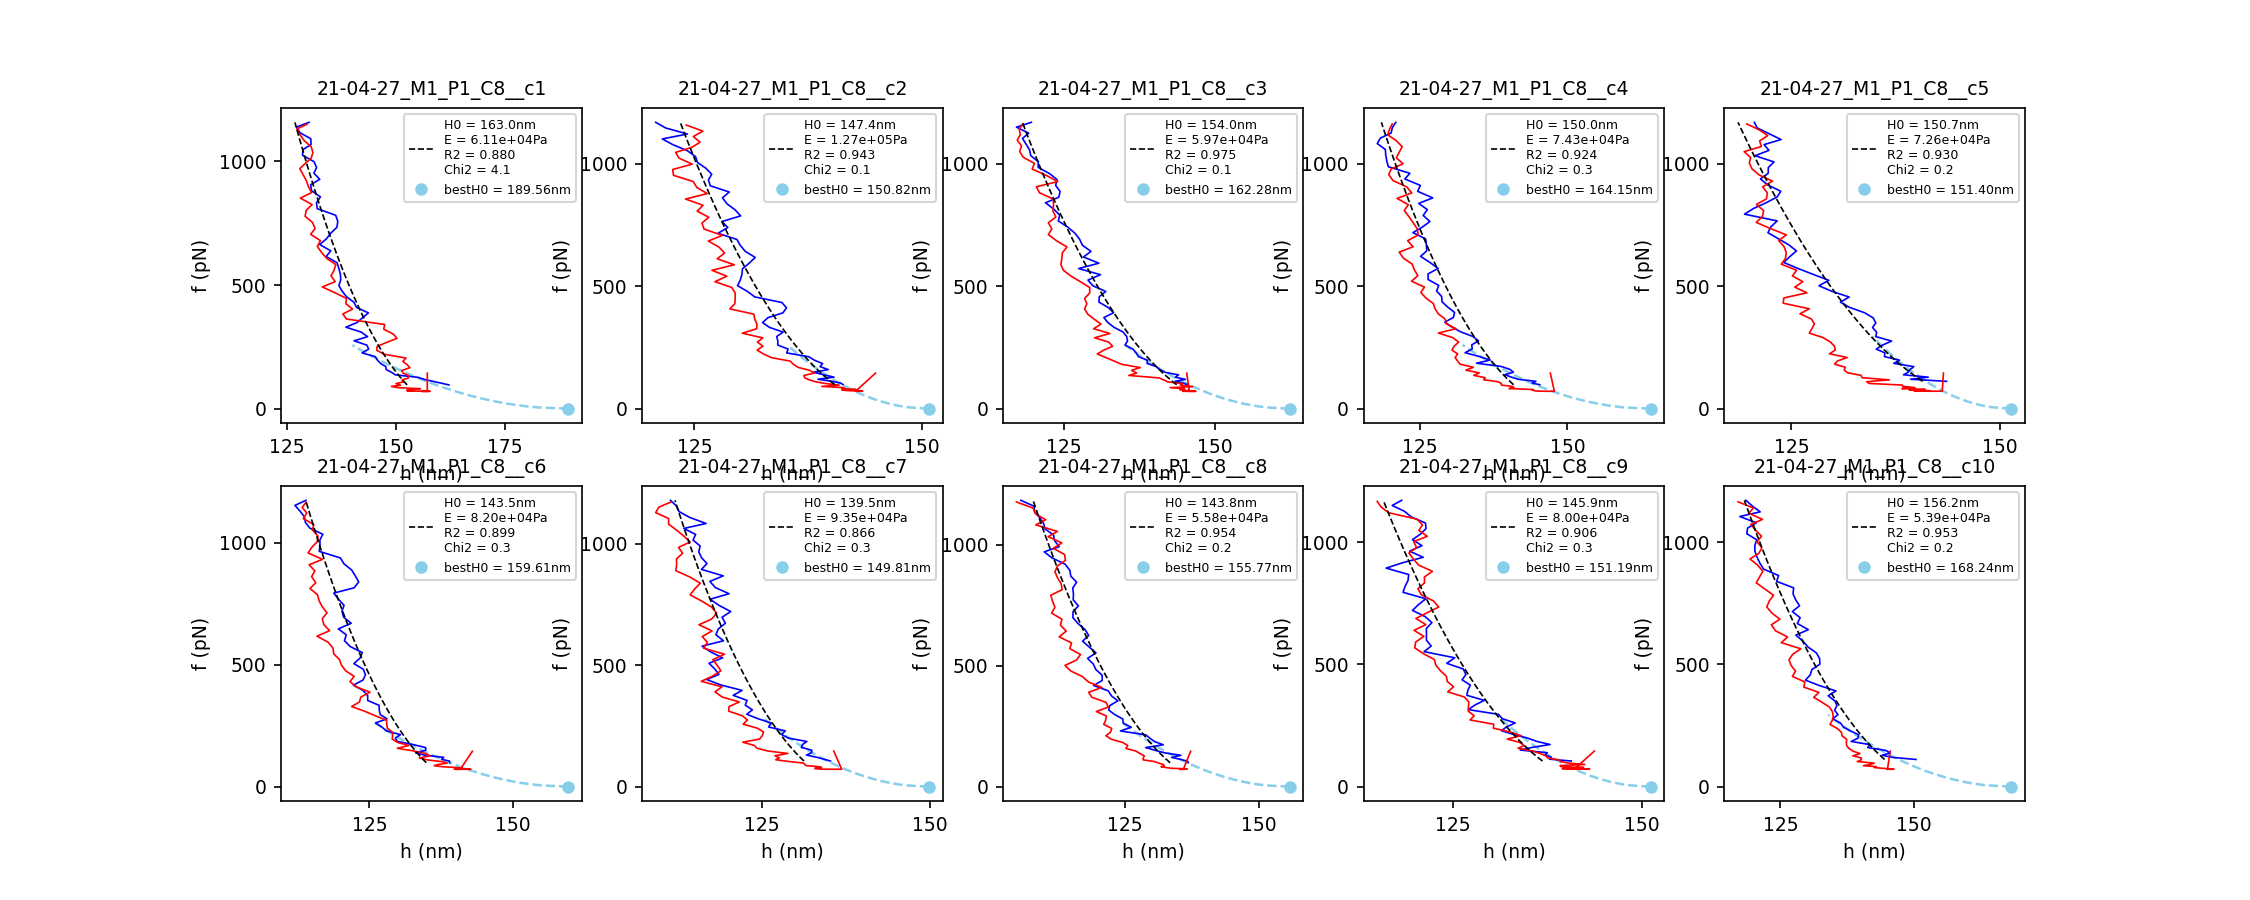 21-04-27_M1_P1_C8__c1
f (pN)
1000
500
0
H0 = 163.0nm
E = 6.11e+04Pa
R2 = 0.880
Chi2 = 4.1
bestH0 = 189.56nm
125 150 175
h (nm)
21-04-27_M1_P1_C8__c2
f (pN)
1000
500
0
H0 = 147.4nm
E = 1.27e+05Pa
R2 = 0.943
Chi2 = 0.1
bestH0 = 150.82nm
125 150
h (nm)
21-04-27_M1_P1_C8__c3
f (pN)
1000
500
0
H0 = 154.0nm
E = 5.97e+04Pa
R2 = 0.975
Chi2 = 0.1
bestH0 = 162.28nm
125 150
h (nm)
21-04-27_M1_P1_C8__c4
f (pN)
1000
500
0
H0 = 150.0nm
E = 7.43e+04Pa
R2 = 0.924
Chi2 = 0.3
bestH0 = 164.15nm
125 150
h (nm)
21-04-27_M1_P1_C8__c5
f (pN)
1000
500
0
H0 = 150.7nm
E = 7.26e+04Pa
R2 = 0.930
Chi2 = 0.2
bestH0 = 151.40nm
125 150
h (nm)
21-04-27_M1_P1_C8__c6
f (pN)
1000
500
0
H0 = 143.5nm
E = 8.20e+04Pa
R2 = 0.899
Chi2 = 0.3
bestH0 = 159.61nm
125 150
h (nm)
21-04-27_M1_P1_C8__c7
f (pN)
1000
500
0
H0 = 139.5nm
E = 9.35e+04Pa
R2 = 0.866
Chi2 = 0.3
bestH0 = 149.81nm
125 150
h (nm)
21-04-27_M1_P1_C8__c8
f (pN)
1000
500
0
H0 = 143.8nm
E = 5.58e+04Pa
R2 = 0.954
Chi2 = 0.2
bestH0 = 155.77nm
125 150
h (nm)
21-04-27_M1_P1_C8__c9
f (pN)
1000
500
0
H0 = 145.9nm
E = 8.00e+04Pa
R2 = 0.906
Chi2 = 0.3
bestH0 = 151.19nm
125 150
h (nm)
21-04-27_M1_P1_C8__c10
f (pN)
1000
500
0
H0 = 156.2nm
E = 5.39e+04Pa
R2 = 0.953
Chi2 = 0.2
bestH0 = 168.24nm
125 150
h (nm)